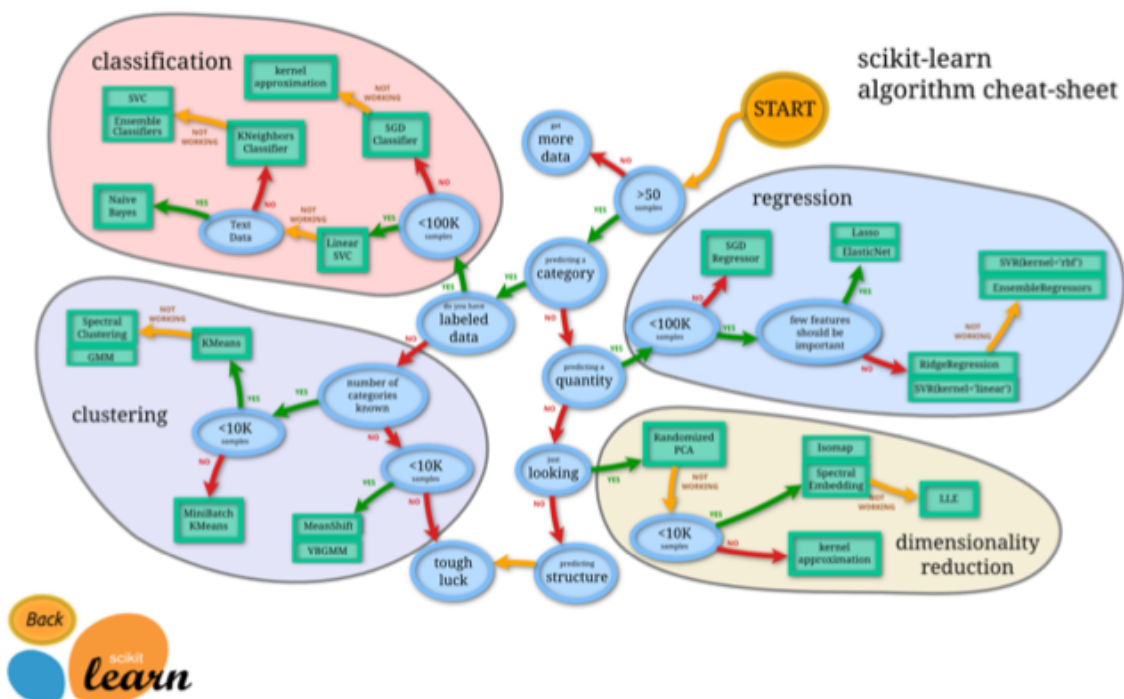 scikit-learn
algorithm cheat-sheet
START
get
more
data
NO
>50
samples
YES
predicting a
category
YES
NO
do you have
labeled
data
YES
NO
predicting a
quantity
YES
NO
just
looking
YES
NO
predicting
structure
tough
luck
classification
kernel
approximation
NOT
WORKING
SVC
Ensemble
Classifiers
NOT
WORKING
KNeighbors
Classifier
SGD
Classifier
NO
Naive
Bayes
YES
NO
Text
Data
NOT
WORKING
Linear
SVC
YES
<100K
samples
regression
SGD
Regressor
NO
<100K
samples
YES
few features
should be
important
YES
Lasso
ElasticNet
NO
RidgeRegression
SVR(kernel='linear')
NOT
WORKING
SVR(kernel='rbf')
EnsembleRegressors
clustering
Spectral
Clustering
GMM
NOT
WORKING
KMeans
YES
<10K
samples
YES
number of
categories
known
NO
NO
MiniBatch
KMeans
<10K
samples
YES
NO
MeanShift
VBGMM
dimensionality
reduction
Randomized
PCA
NOT
WORKING
<10K
samples
YES
Isomap
Spectral
Embedding
NOT
WORKING
LLE
NO
kernel
approximation
Back
scikit
learn